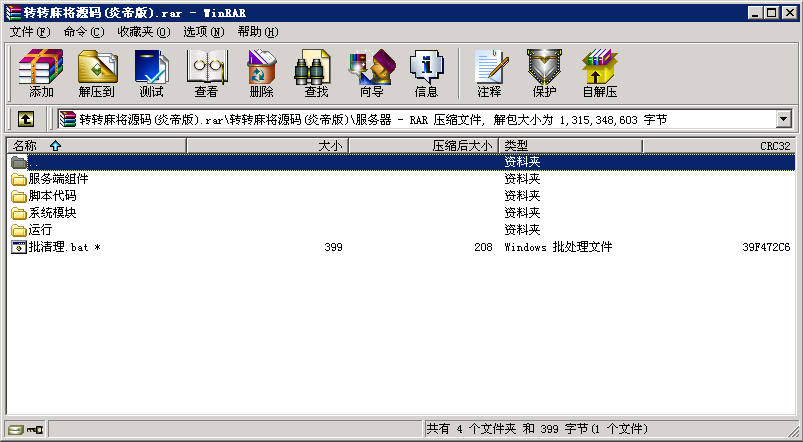 转转麻将源码(炎帝版).rar - WinRAR
文件(F) 命令(C) 收藏夹(O) 选项(N) 帮助(H)
添加 解压到 测试 查看 删除 查找 向导 信息 注释 保护 自解压
转转麻将源码(炎帝版).rar\转转麻将源码(炎帝版)\服务器 - RAR 压缩文件, 解包大小为 1,315,348,603 字节
名称 大小 压缩后大小 类型 CRC32
.. 资料夹
服务端组件 资料夹
脚本代码 资料夹
系统模块 资料夹
运行 资料夹
批清理.bat * 399 208 Windows 批处理文件 39F472C6
共有 4 个文件夹 和 399 字节(1 个文件)